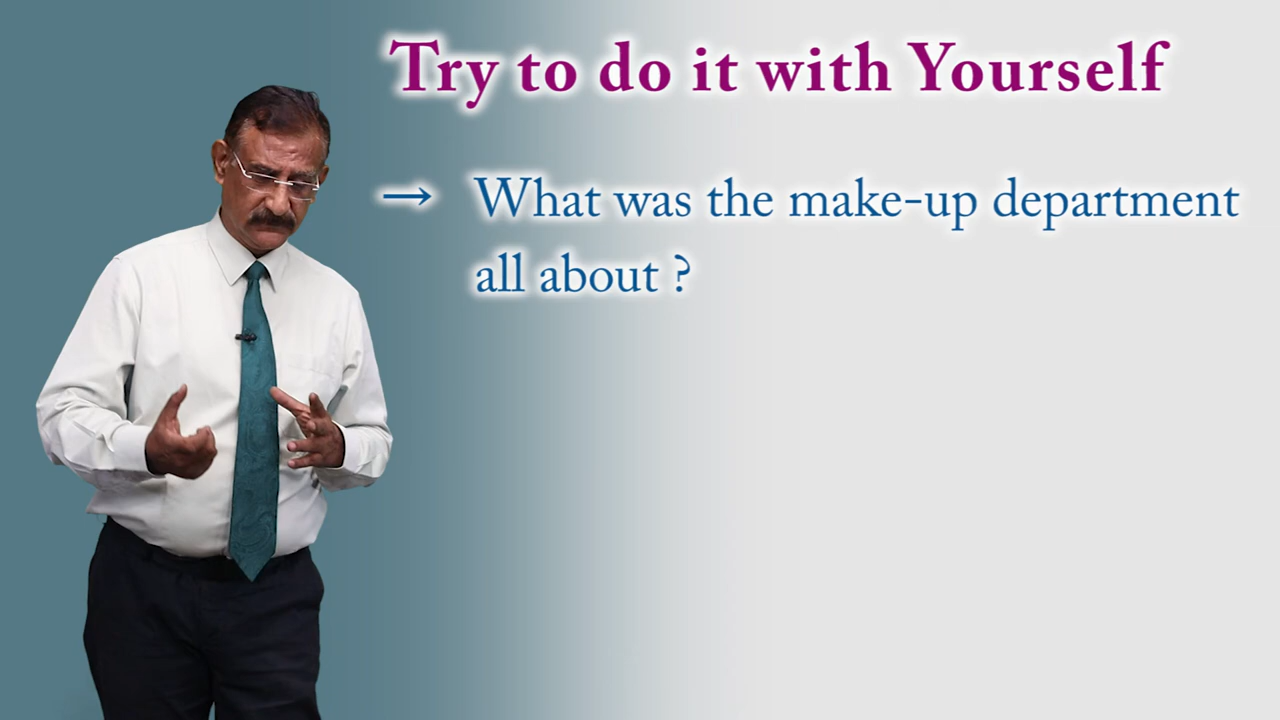 Try to do it with Yourself
→ What was the make-up department
all about ?